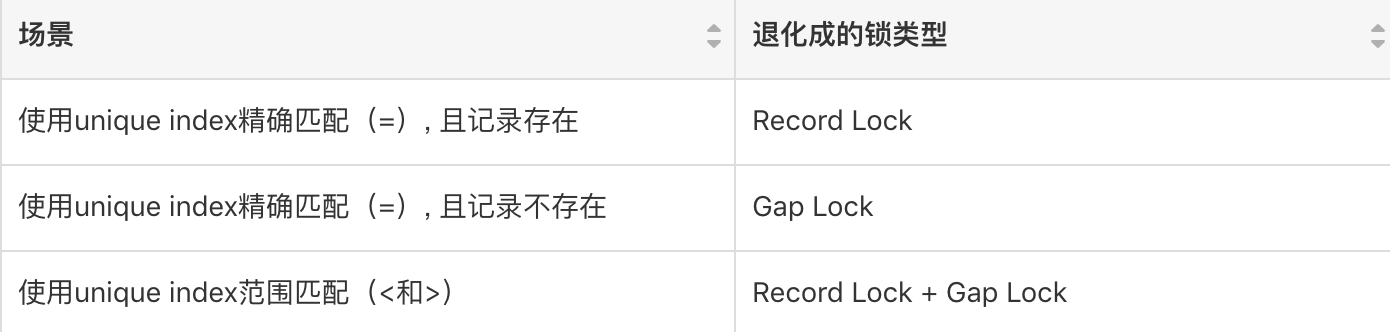 场景 退化成的锁类型
使用unique index精确匹配（=）, 且记录存在 Record Lock
使用unique index精确匹配（=）, 且记录不存在 Gap Lock
使用unique index范围匹配（<和>） Record Lock + Gap Lock